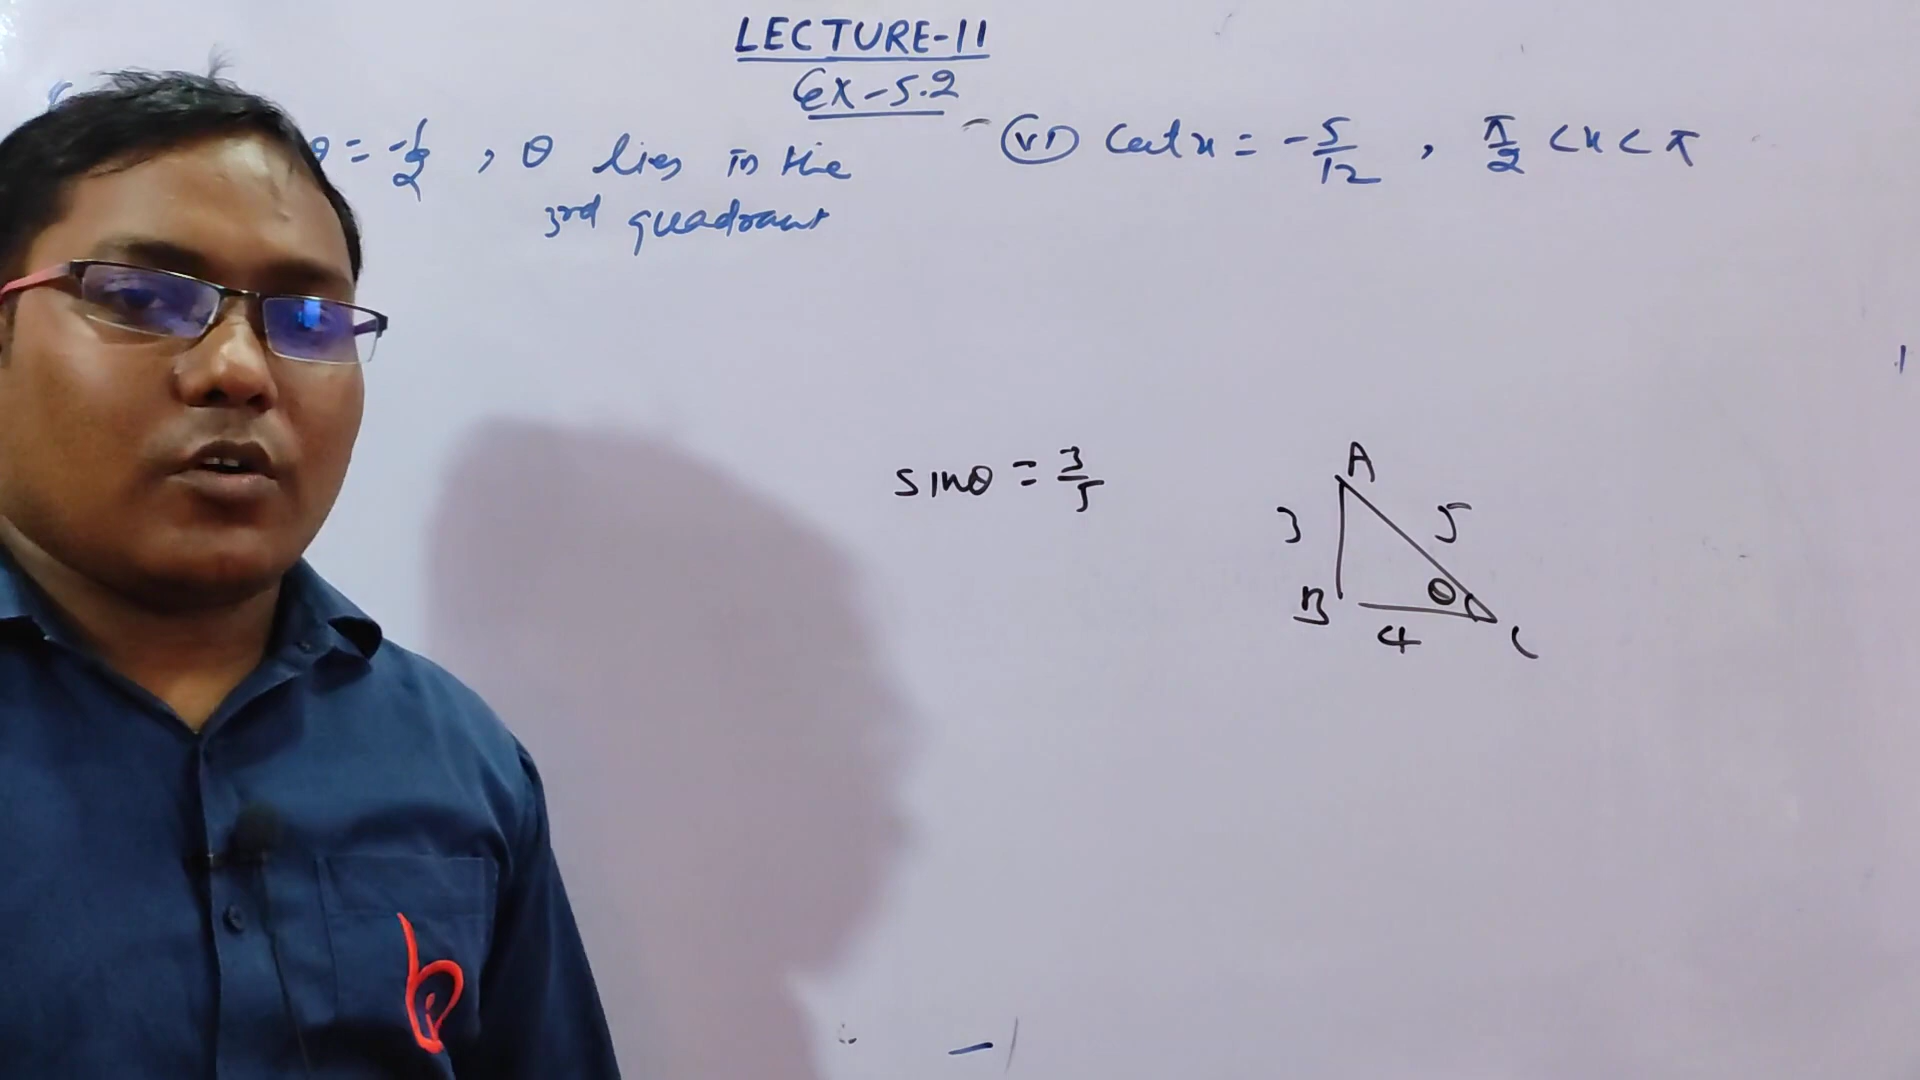 LECTURE-11
Ex-5.2
θ = -1/2 , θ lies in the
3rd quadrant
(vi) Cot x = -5/12 , π/2 < x < π
sinθ = 3/5
A
3 5
B θ
4 C